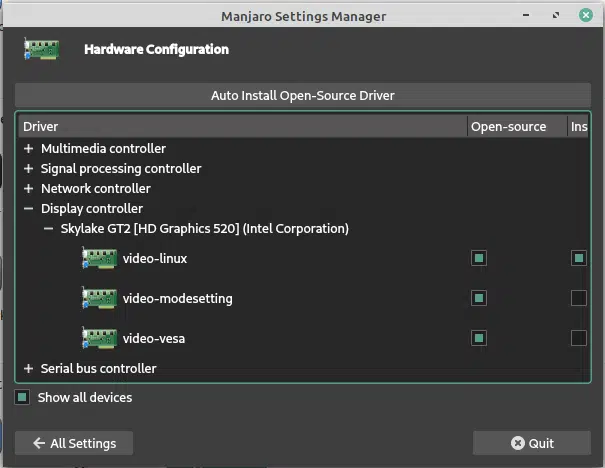 Manjaro Settings Manager
Hardware Configuration
Auto Install Open-Source Driver
Driver Open-source Ins
Multimedia controller
Signal processing controller
Network controller
Display controller
Skylake GT2 [HD Graphics 520] (Intel Corporation)
video-linux
video-modesetting
video-vesa
Serial bus controller
Show all devices
All Settings Quit